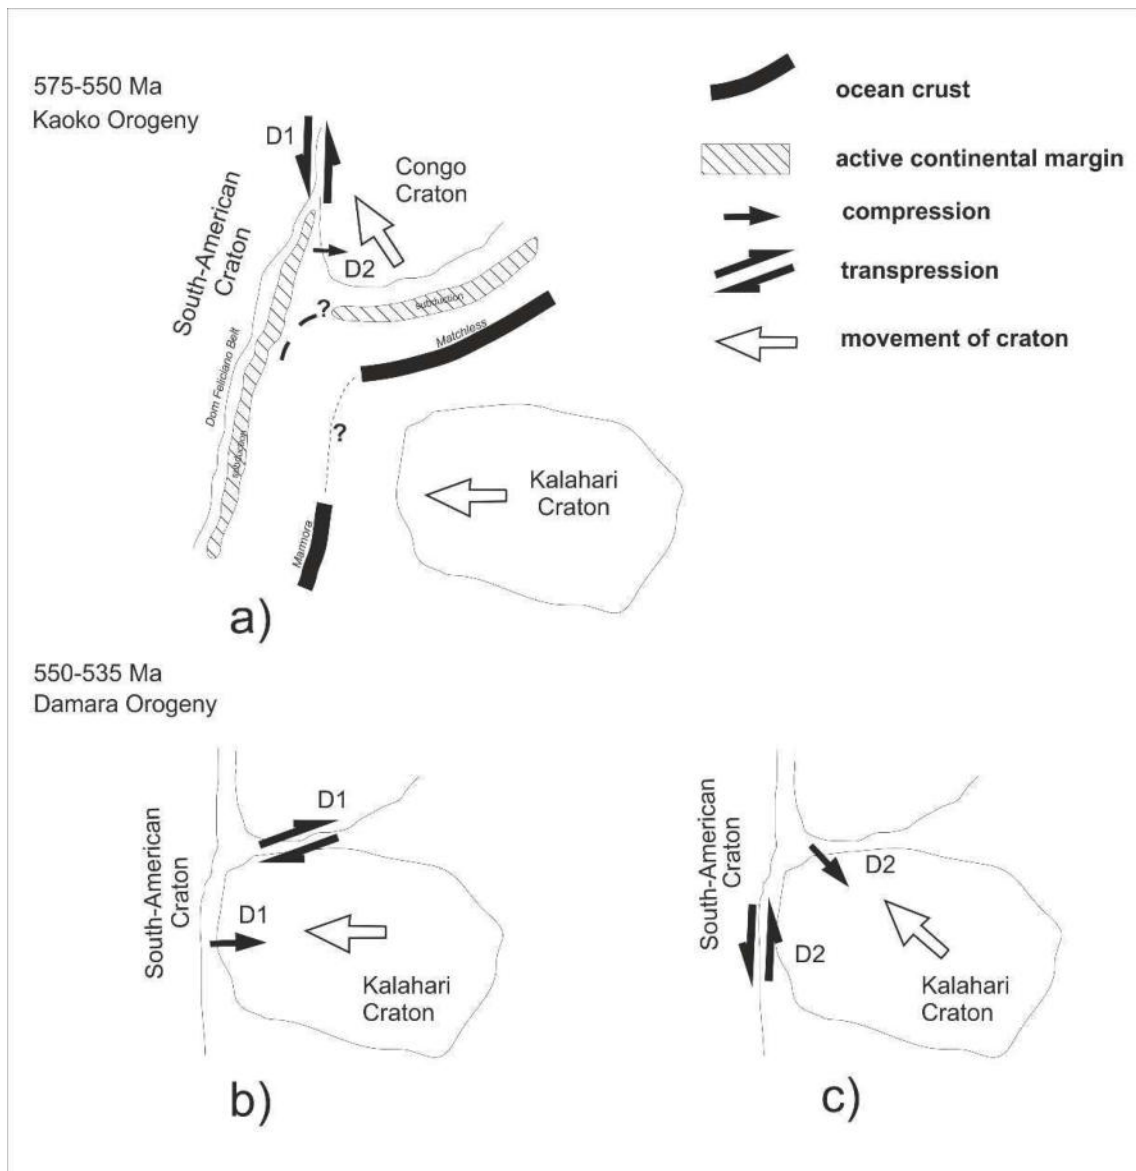 575-550 Ma
Kaoko Orogeny
D1
Congo
Craton
South-American
Craton
D2
subduction
?
Matchless
Dom Feliciano Belt
?
subduction
Kalahari
Craton
Marmora
a)
ocean crust
active continental margin
compression
transpression
movement of craton
550-535 Ma
Damara Orogeny
D1
South-American
Craton
D1
Kalahari
Craton
b)
South-American
Craton
D2
D2
Kalahari
Craton
c)